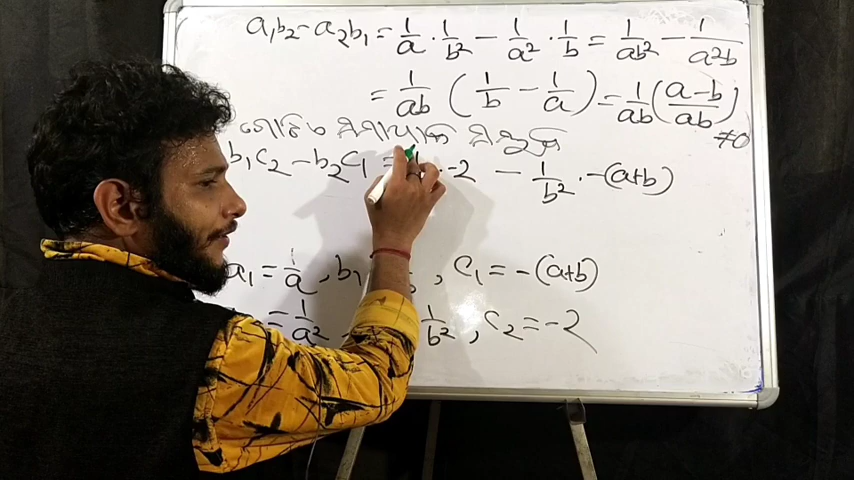 a₁b₂ - a₂b₁ = 1/a · 1/b² - 1/a² · 1/b = 1/ab² - 1/a²b
= 1/ab (1/b - 1/a) = 1/ab (a-b/ab) ≠0
b₁c₂ - b₂c₁ = · -2 - 1/b² · -(a+b)
a₁ = 1/a , b₁ , c₁ = -(a+b)
= 1/a² 1/b² , c₂ = -2